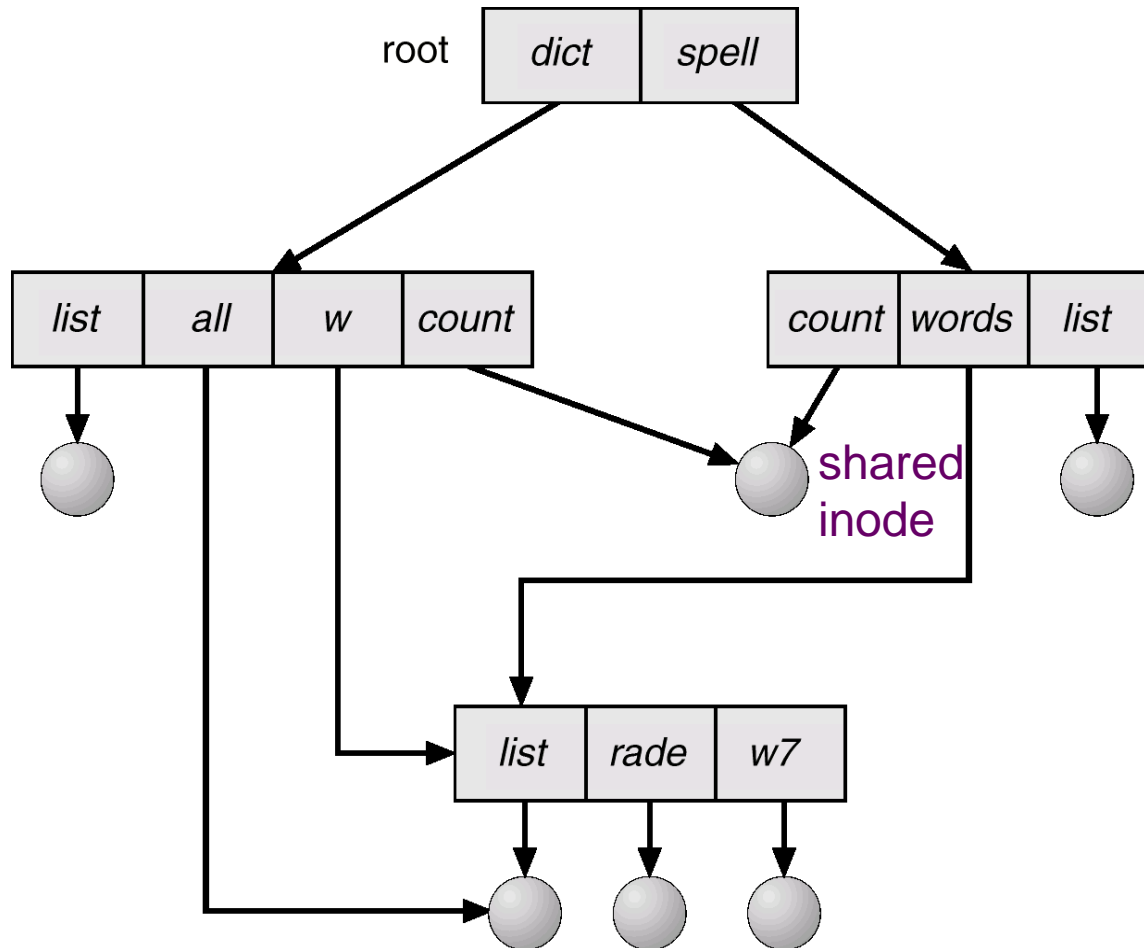 root dict spell
list all w count count words list
shared
inode
list rade w7